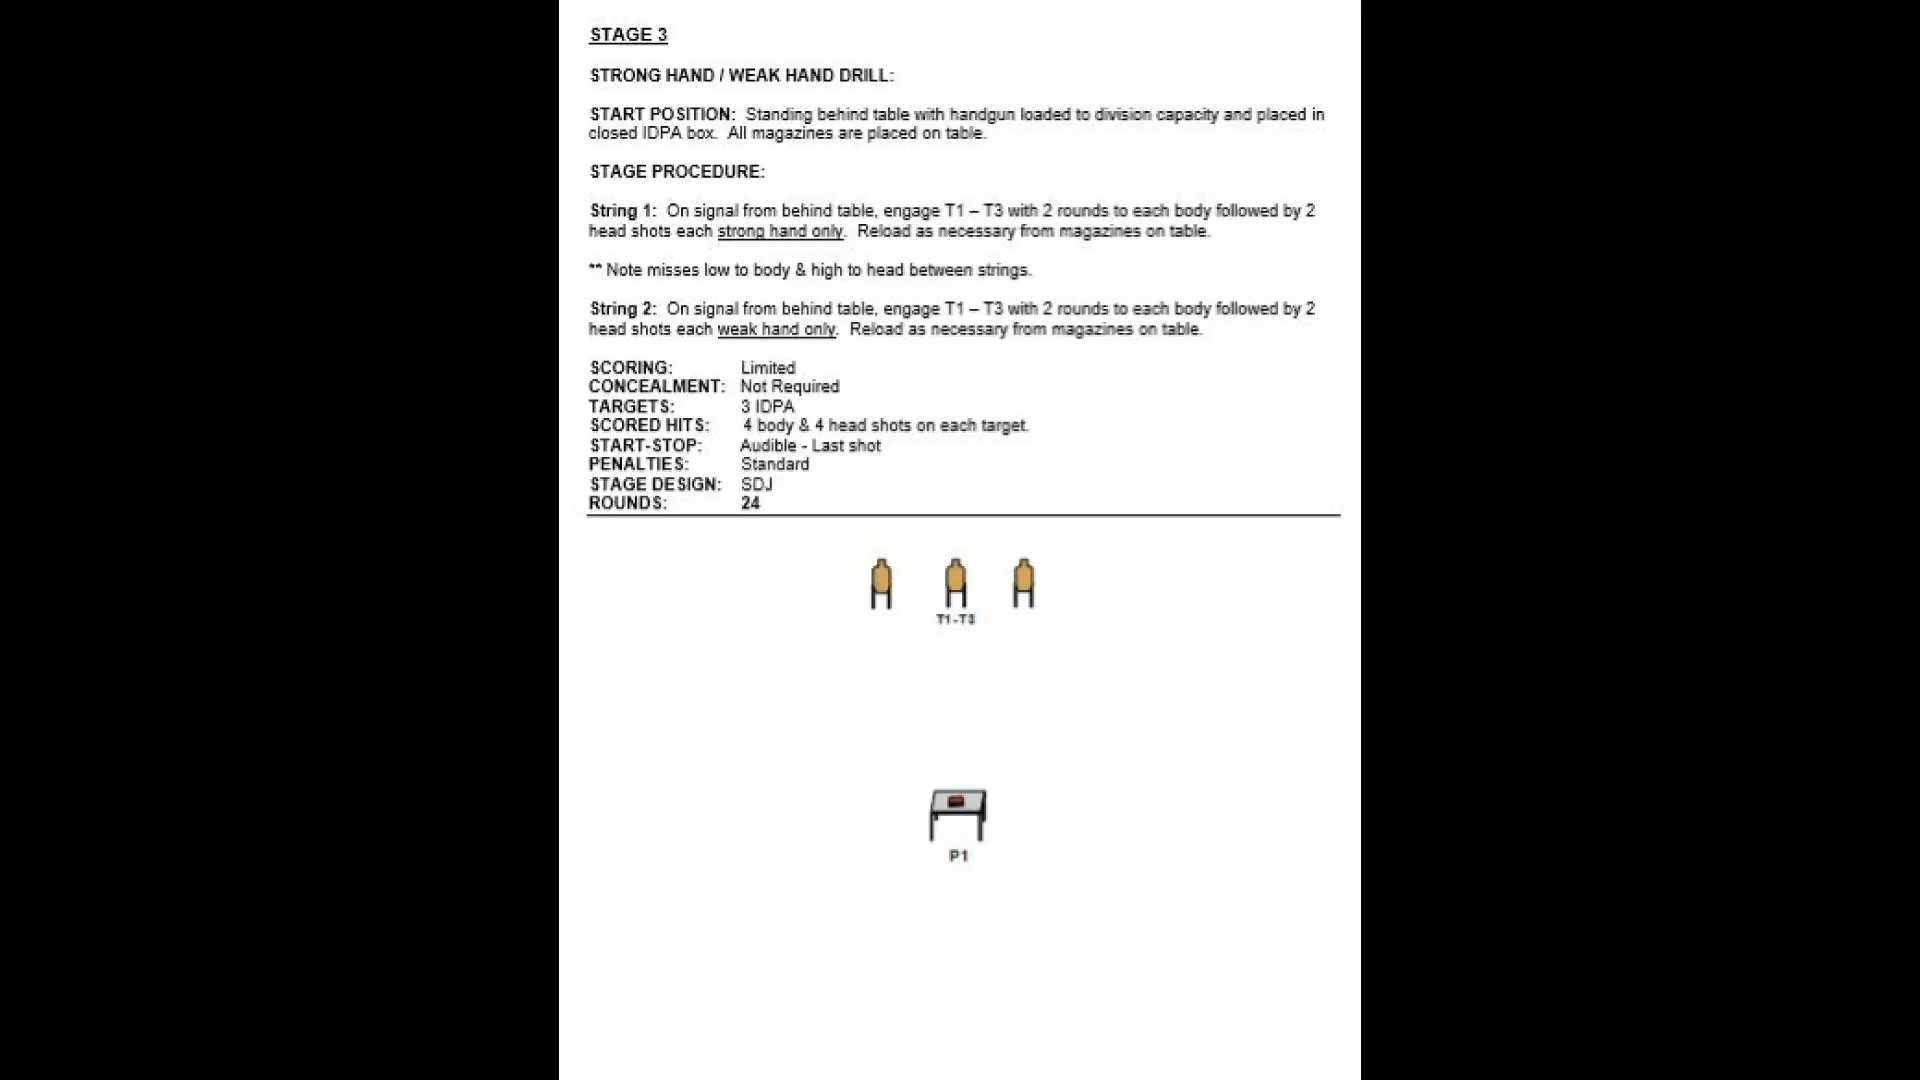 STAGE 3
STRONG HAND / WEAK HAND DRILL:
START POSITION: Standing behind table with handgun loaded to division capacity and placed in
closed IDPA box. All magazines are placed on table.
STAGE PROCEDURE:
String 1: On signal from behind table, engage T1 – T3 with 2 rounds to each body followed by 2
head shots each strong hand only. Reload as necessary from magazines on table.
** Note misses low to body & high to head between strings.
String 2: On signal from behind table, engage T1 – T3 with 2 rounds to each body followed by 2
head shots each weak hand only. Reload as necessary from magazines on table.
SCORING: Limited
CONCEALMENT: Not Required
TARGETS: 3 IDPA
SCORED HITS: 4 body & 4 head shots on each target.
START-STOP: Audible - Last shot
PENALTIES: Standard
STAGE DESIGN: SDJ
ROUNDS: 24
T1-T3
P1